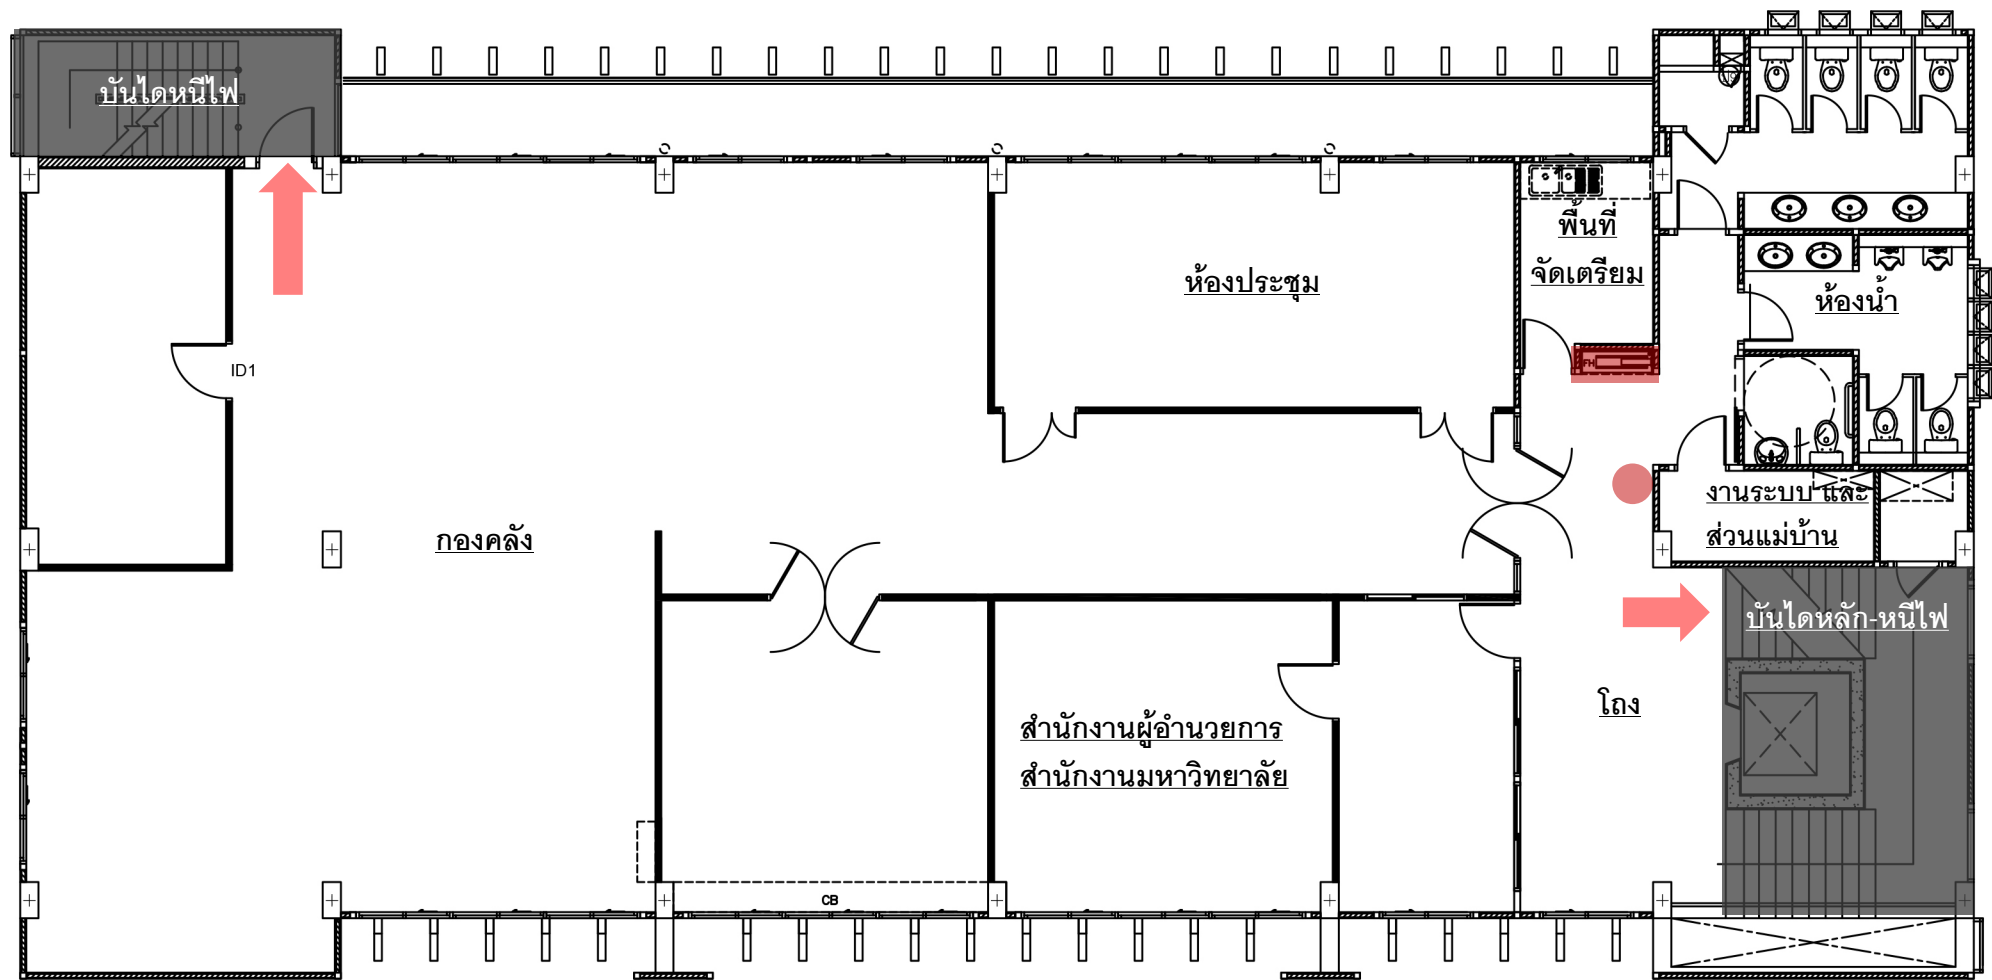 บันไดหนีไฟ
พื้นที่
จัดเตรียม
ห้องประชุม
ห้องน้ำ
ID1
FH
งานระบบ และ
ส่วนแม่บ้าน
กองคลัง
บันไดหลัก-หนีไฟ
โถง
สำนักงานผู้อำนวยการ
สำนักงานมหาวิทยาลัย
CB